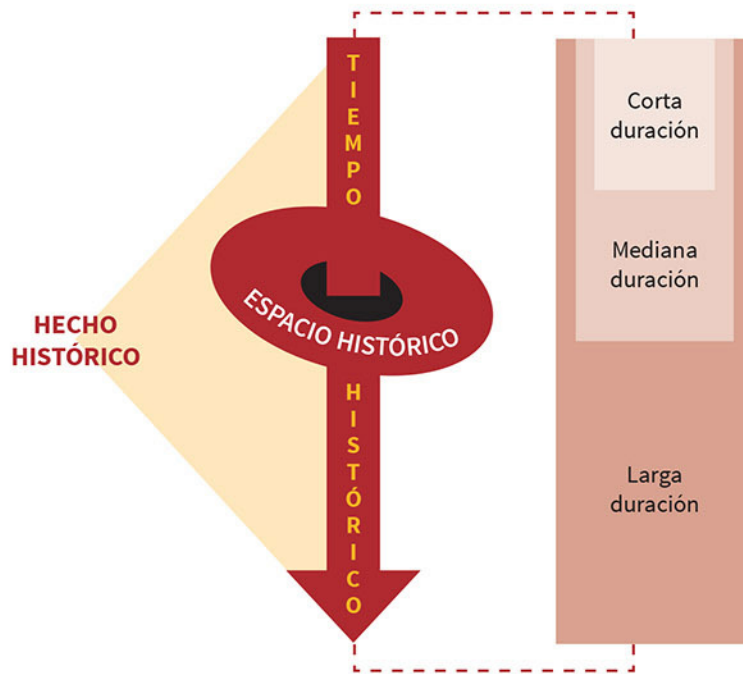 TIEMPO
HISTÓRICO
ESPACIO HISTÓRICO
HECHO
HISTÓRICO
Corta
duración
Mediana
duración
Larga
duración